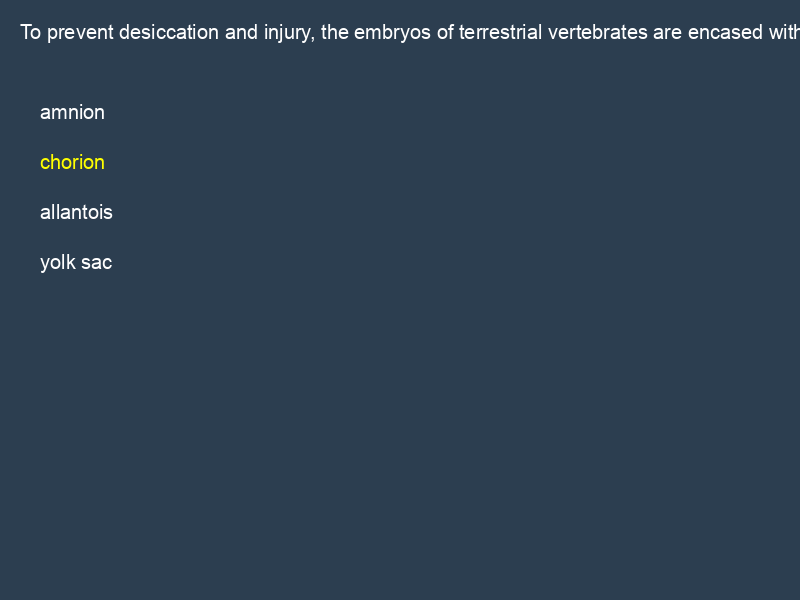 To prevent desiccation and injury, the embryos of terrestrial vertebrates are encased with
amnion
chorion
allantois
yolk sac